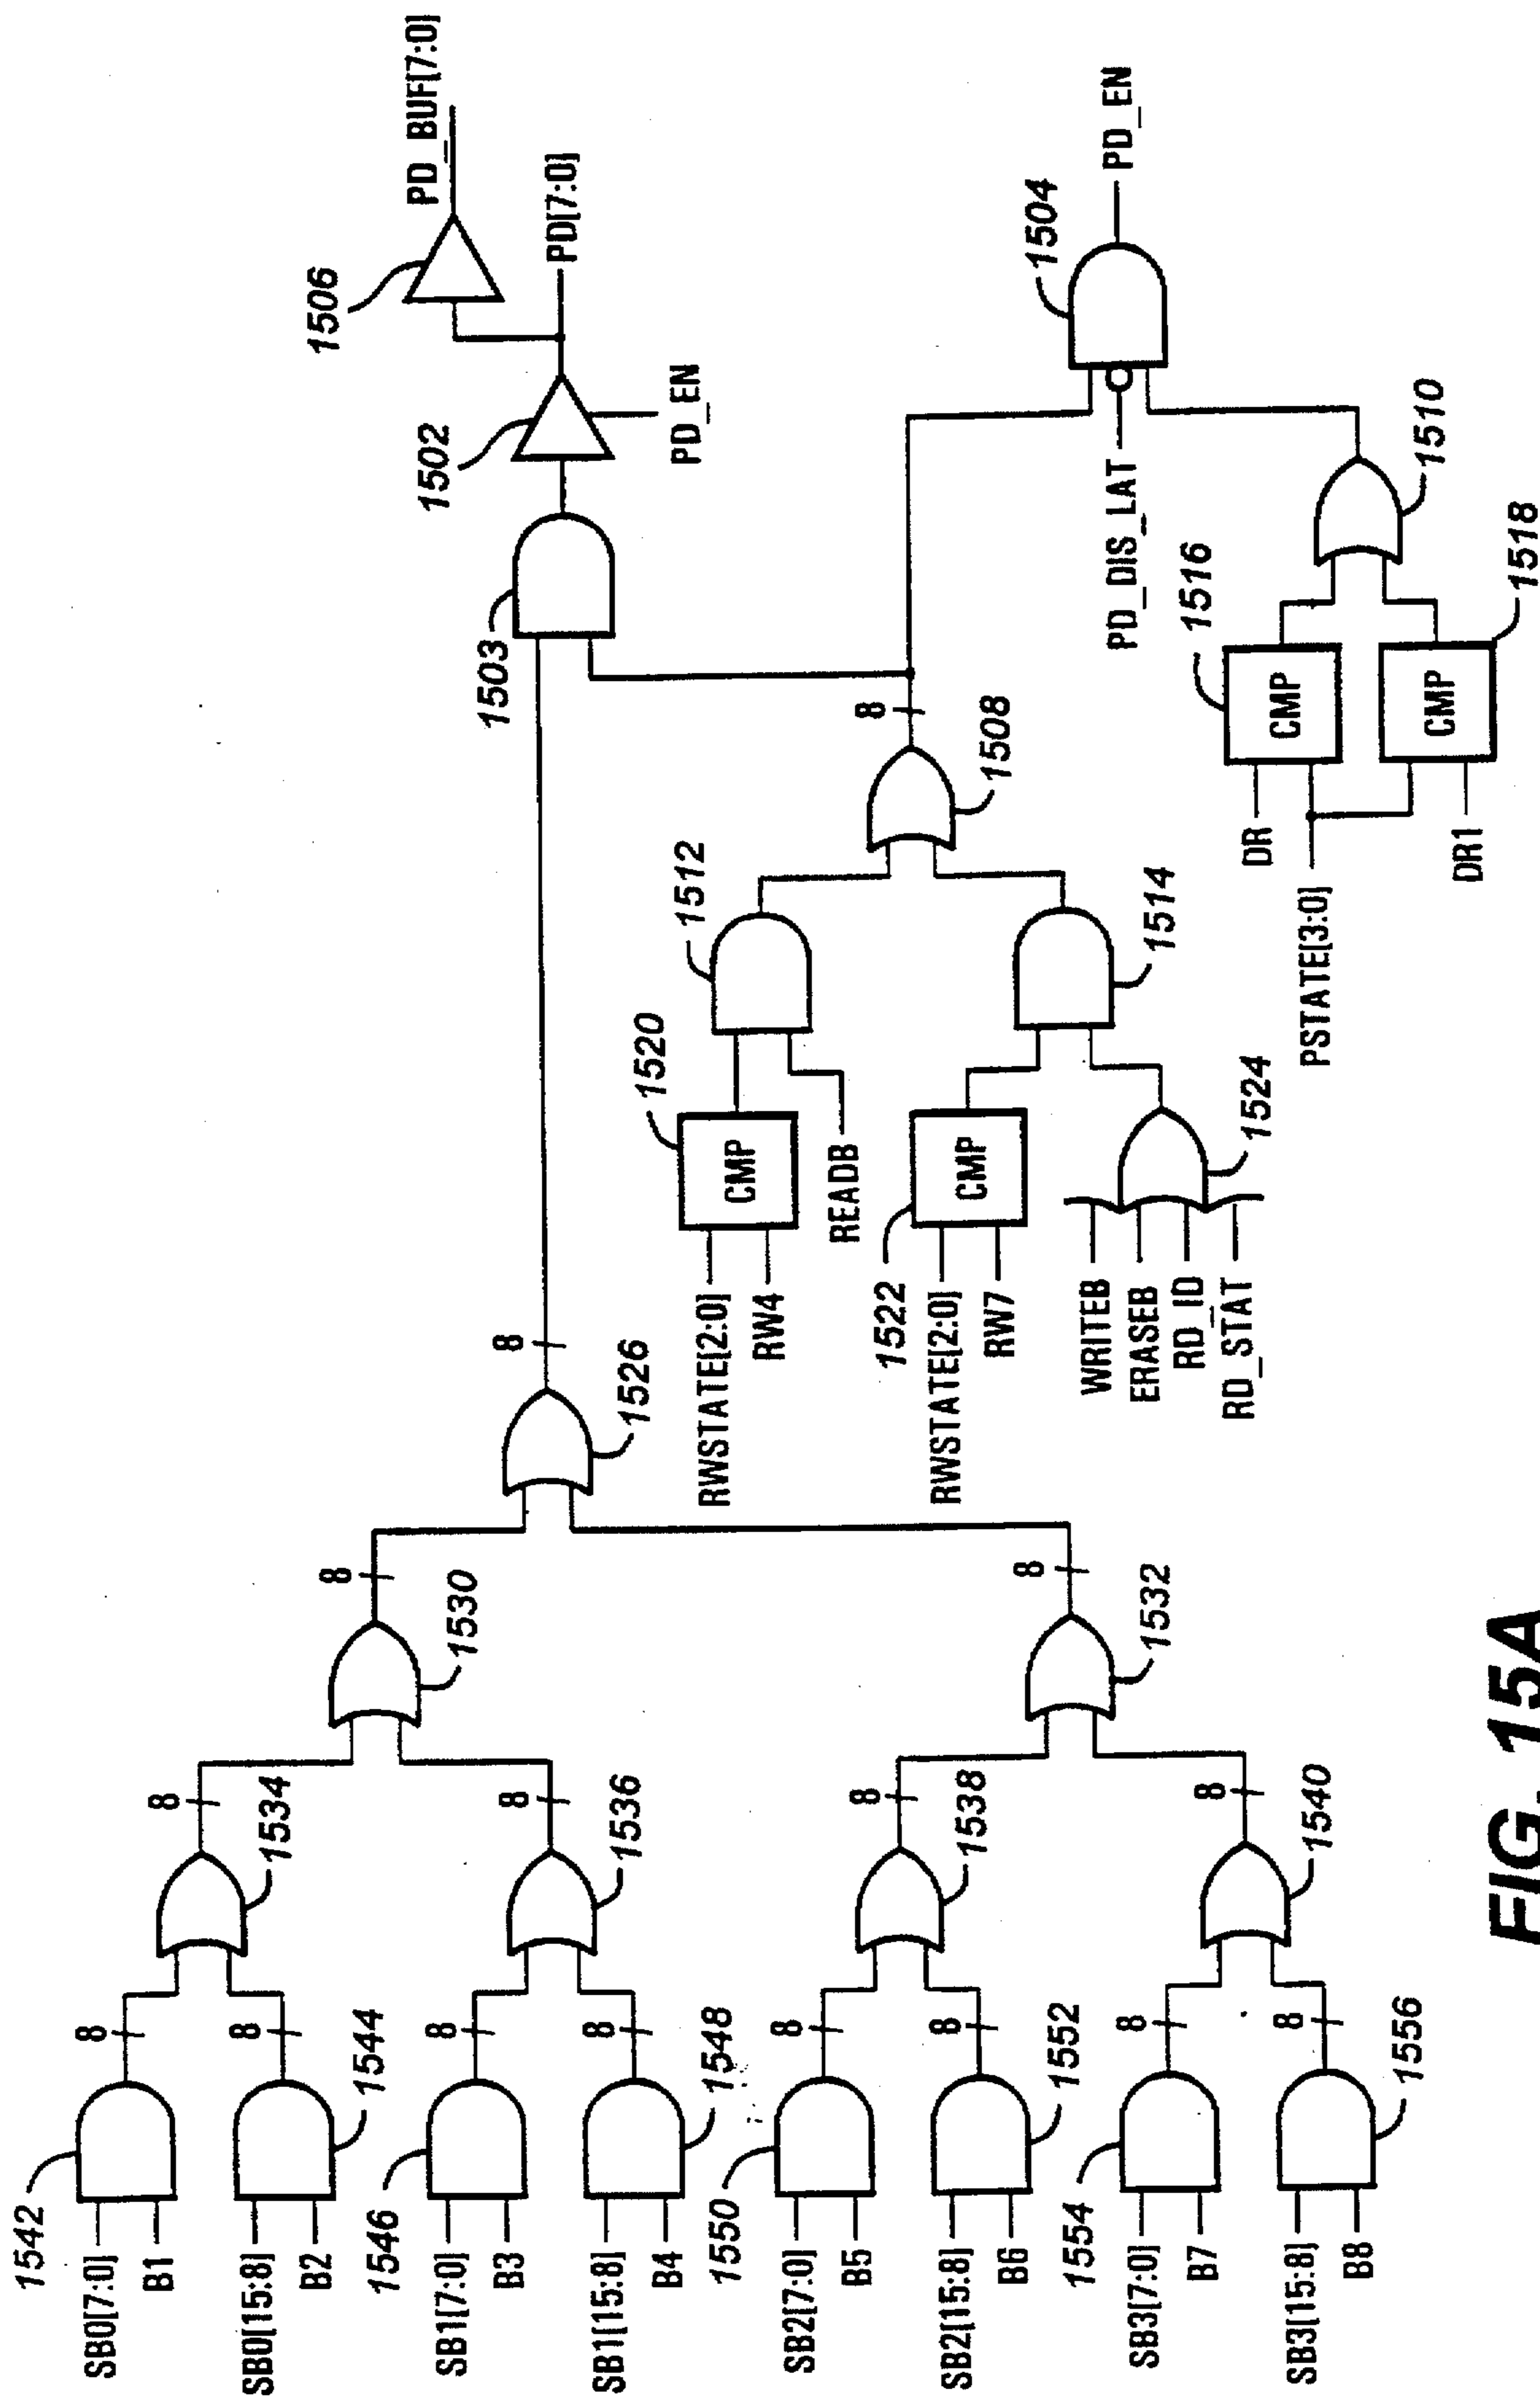 1542
SB0[7:0]
B1
SB0[15:8]
B2
1544
1546
SB1[7:0]
B3
SB1[15:8]
B4
1548
1550
SB2[7:0]
B5
SB2[15:8]
B6
1552
1554
SB3[7:0]
B7
SB3[15:8]
B8
1556
8
8
8
8
8
8
8
8
1534
1536
1538
1540
8
8
8
8
1530
1532
8
8
1526
8
RWSTATE[2:0]
RW4
1520
CMP
READB
1512
1522
RWSTATE[2:0]
RW7
CMP
WRITEB
ERASEB
RD_ID
RD_STAT
1524
1514
1508
8
1503
1502
PD_EN
1506
PD_BUF[7:0]
PD[7:0]
PSTATE[3:0]
DR
DR1
1516
CMP
CMP
1518
1510
PD_DIS_LAT
1504
PD_EN
FIG. 15A